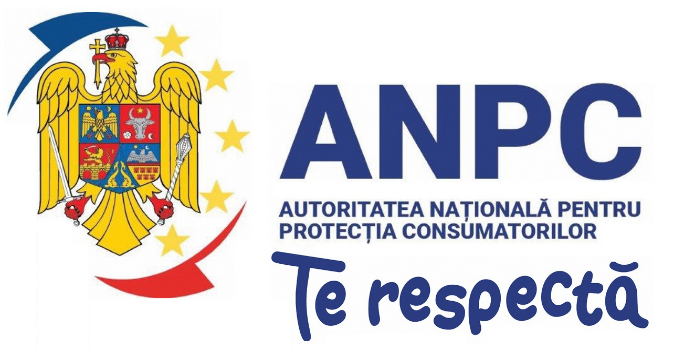 ANPC
AUTORITATEA NAȚIONALĂ PENTRU
PROTECȚIA CONSUMATORILOR
Te respectă